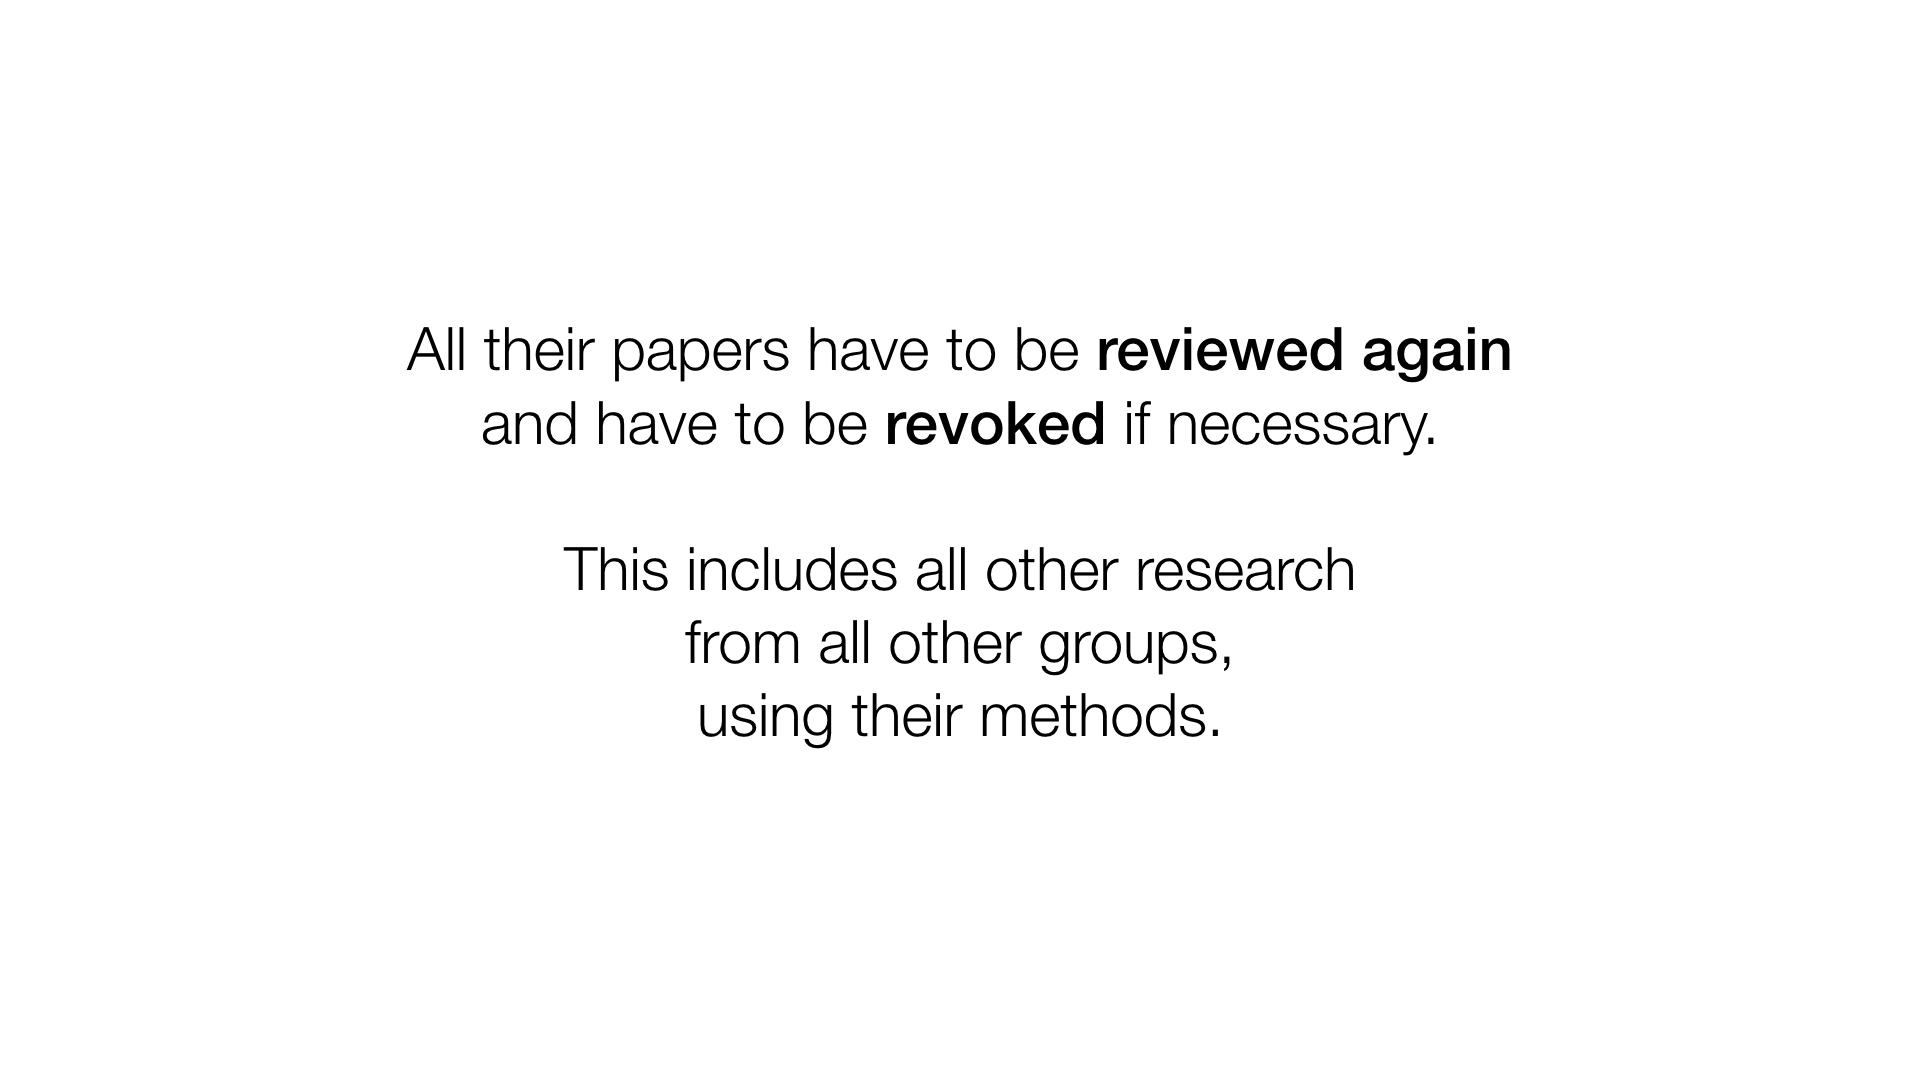 All their papers have to be reviewed again
and have to be revoked if necessary.
This includes all other research
from all other groups,
using their methods.